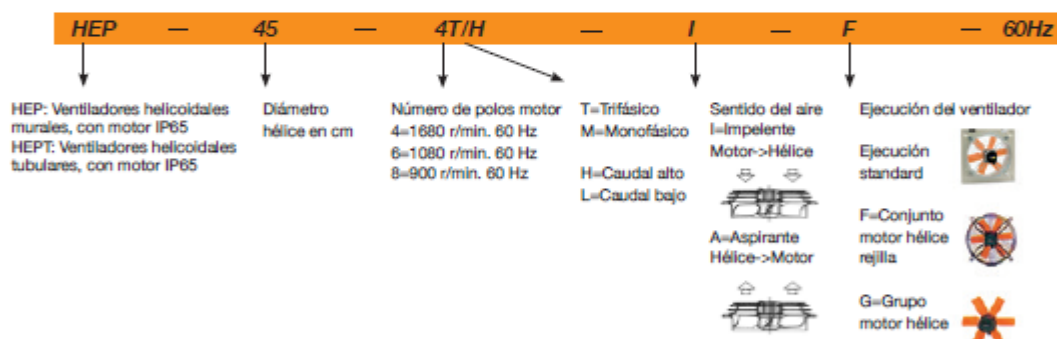 HEP — 45 — 4T/H — I — F — 60Hz
HEP: Ventiladores helicoidales
murales, con motor IP65
HEPT: Ventiladores helicoidales
tubulares, con motor IP65
Diámetro
hélice en cm
Número de polos motor
4=1680 r/min. 60 Hz
6=1080 r/min. 60 Hz
8=900 r/min. 60 Hz
T=Trifásico
M=Monofásico
H=Caudal alto
L=Caudal bajo
Sentido del aire
I=Impelente
Motor->Hélice
A=Aspirante
Hélice->Motor
Ejecución del ventilador
Ejecución
standard
F=Conjunto
motor hélice
rejilla
G=Grupo
motor hélice